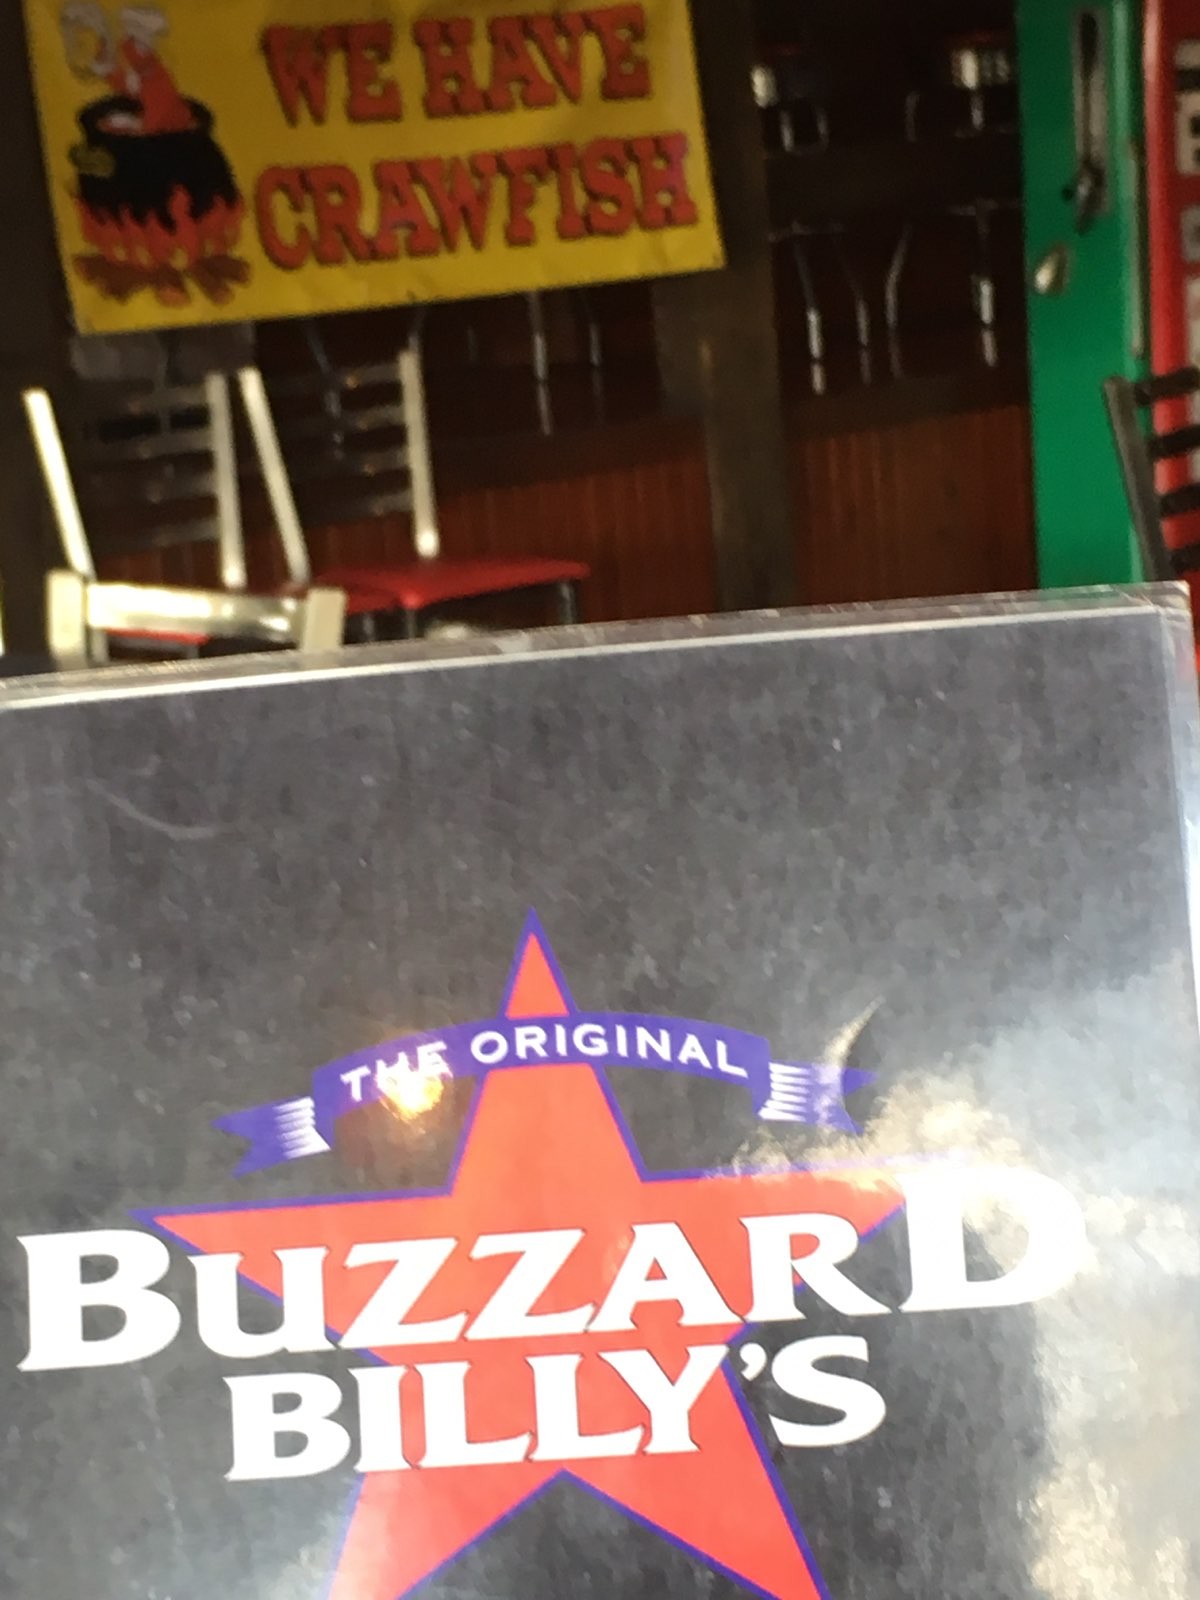 WE HAVE
CRAWFISH
THE ORIGINAL
BUZZARD
BILLY'S